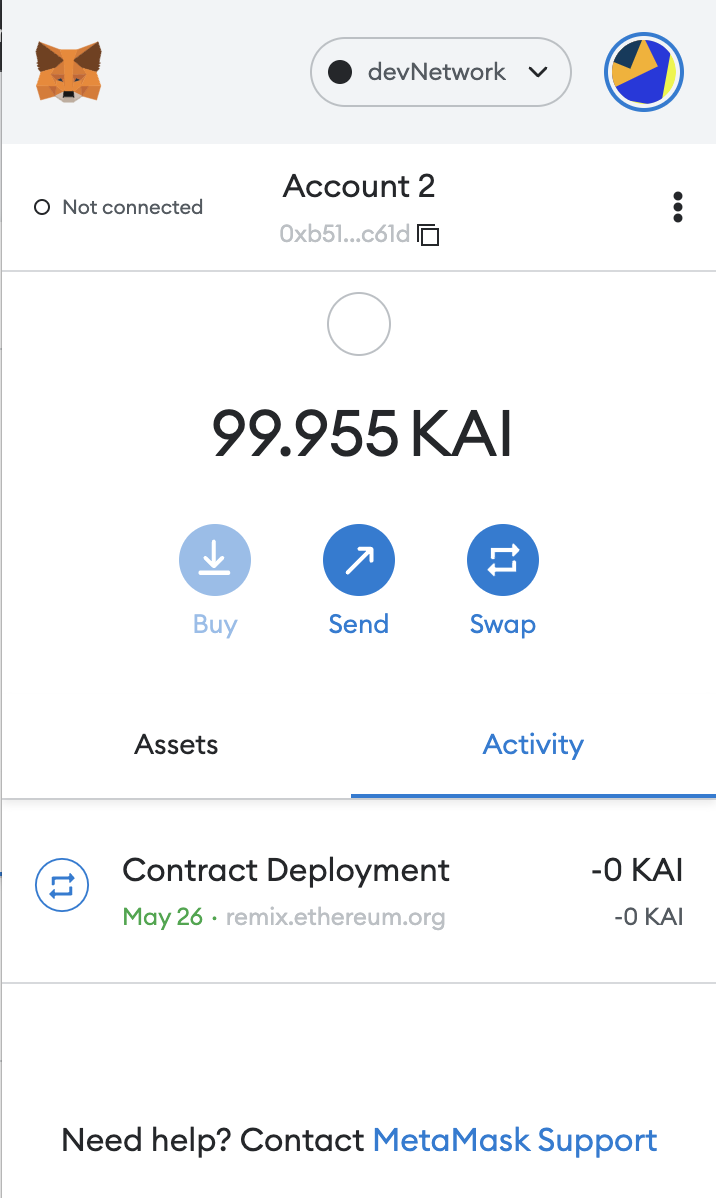 devNetwork
Account 2
Not connected
0xb51...c61d
99.955 KAI
Buy Send Swap
Assets Activity
Contract Deployment -0 KAI
May 26 · remix.ethereum.org -0 KAI
Need help? Contact MetaMask Support